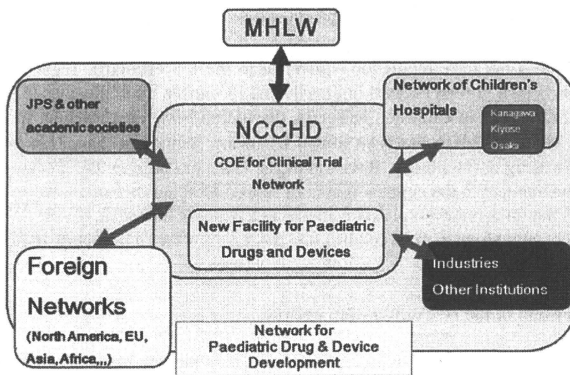 MHLW
JPS & other
academic societies
NCCHD
COE for Clinical Trial
Network
New Facility for Paediatric
Drugs and Devices
Network of Children's
Hospitals
Kanagawa
Kiyose
Osaka
Foreign
Networks
(North America, EU,
Asia, Africa,,,)
Industries
Other Institutions
Network for
Paediatric Drug & Device
Development